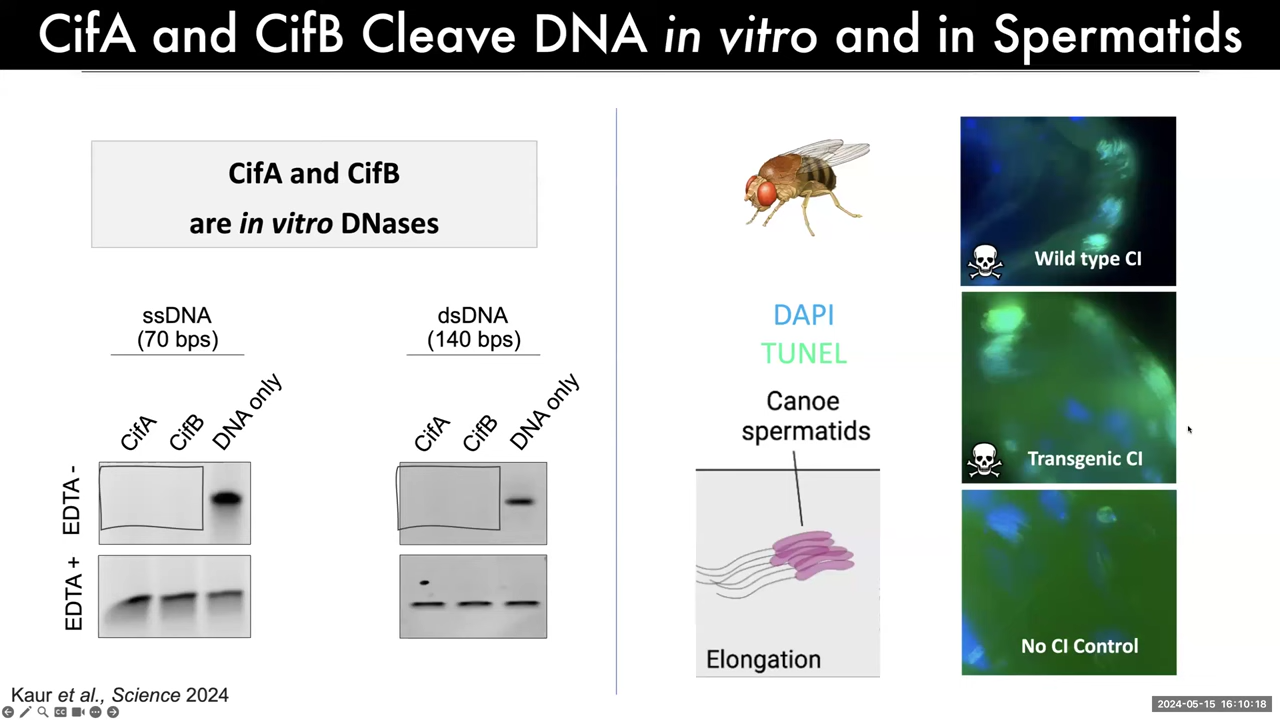 CifA and CifB Cleave DNA in vitro and in Spermatids
CifA and CifB
are in vitro DNases
ssDNA
(70 bps)
CifA
CifB
DNA only
EDTA -
EDTA +
dsDNA
(140 bps)
CifA
CifB
DNA only
Kaur et al., Science 2024
DAPI
TUNEL
Canoe
spermatids
Elongation
Wild type CI
Transgenic CI
No CI Control
2024-05-15 16:10:18